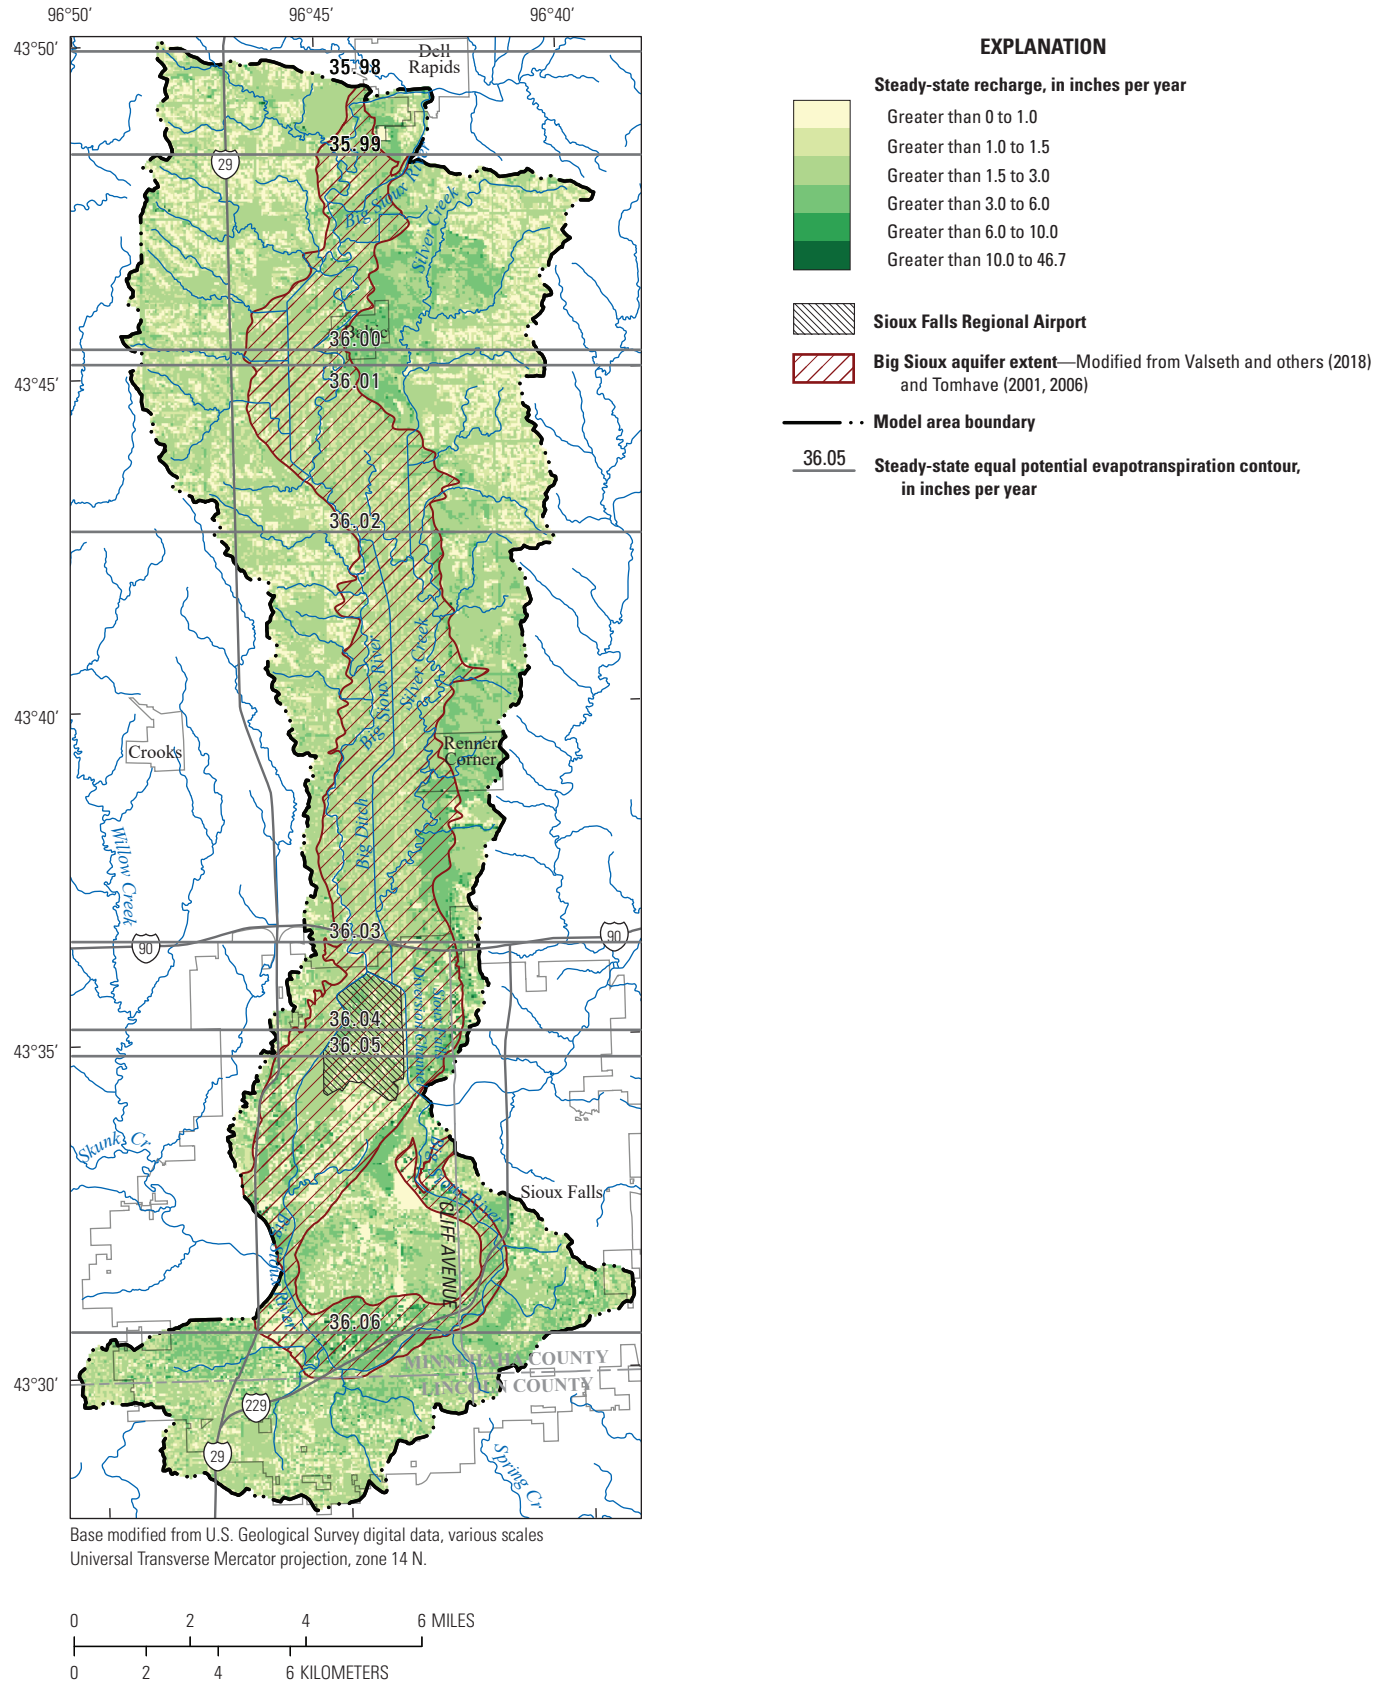 96°50′ 96°45′ 96°40′
43°50′
Dell
Rapids
35.98
35.99
29
Big Sioux River
Silver Creek
36.00
43°45′
36.01
36.02
Big Sioux River
Silver Creek
43°40′
Crooks
Renner
Corner
Big Ditch
Willow Creek
36.03
90
90
Sioux Falls
Diversion Channel
36.04
43°35′
36.05
Skunk Cr
Big Sioux River
Sioux Falls
CLIFF AVENUE
Big Sioux River
36.06
MINNEHAHA COUNTY
LINCOLN COUNTY
43°30′
229
29
Spring Cr
Base modified from U.S. Geological Survey digital data, various scales
Universal Transverse Mercator projection, zone 14 N.
0 2 4 6 MILES
0 2 4 6 KILOMETERS
EXPLANATION
Steady-state recharge, in inches per year
Greater than 0 to 1.0
Greater than 1.0 to 1.5
Greater than 1.5 to 3.0
Greater than 3.0 to 6.0
Greater than 6.0 to 10.0
Greater than 10.0 to 46.7
Sioux Falls Regional Airport
Big Sioux aquifer extent—Modified from Valseth and others (2018)
and Tomhave (2001, 2006)
Model area boundary
36.05
Steady-state equal potential evapotranspiration contour,
in inches per year